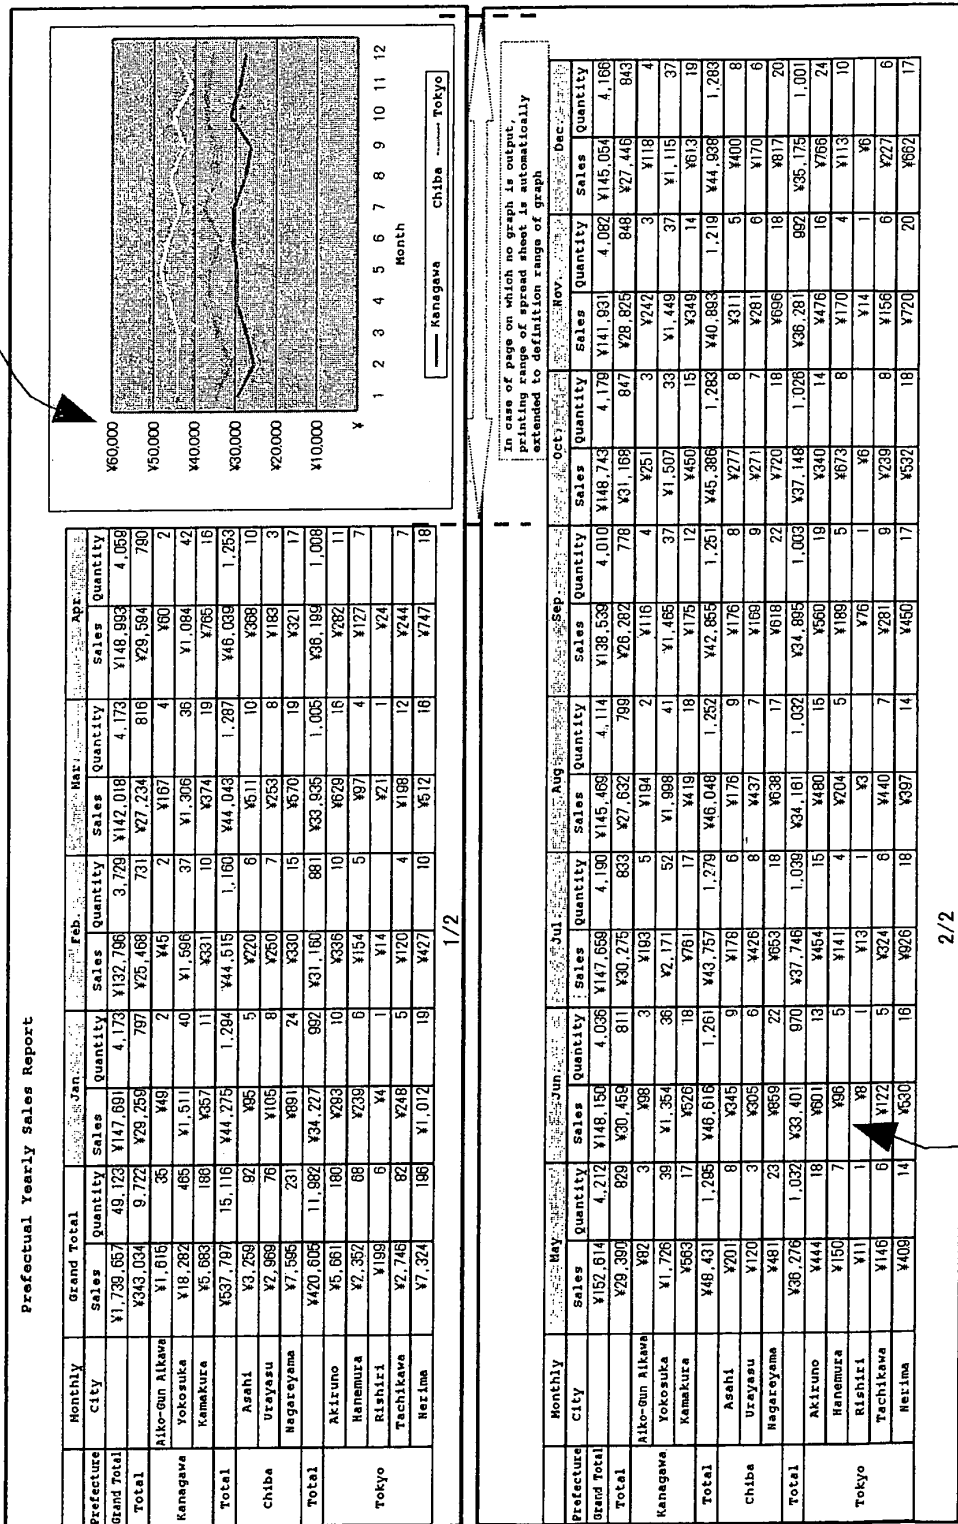 Prefectual Yearly Sales Report
Monthly Grand Total Jan. Feb. Mar. Apr.
Prefecture City Sales Quantity Sales Quantity Sales Quantity Sales Quantity Sales Quantity
Grand Total ¥1,739,657 49,123 ¥147,691 4,173 ¥132,796 3,729 ¥142,018 4,173 ¥148,993 4,059
Total ¥343,034 9,722 ¥29,259 797 ¥25,468 731 ¥27,234 816 ¥29,594 790
Kanagawa
Aiko-Gun Aikawa ¥1,615 35 ¥49 2 ¥45 2 ¥167 4 ¥60 2
Yokosuka ¥18,282 465 ¥1,511 40 ¥1,596 37 ¥1,306 36 ¥1,084 42
Kamakura ¥5,683 186 ¥357 11 ¥331 10 ¥374 19 ¥765 16
Total ¥537,797 15,116 ¥44,275 1,294 ¥44,515 1,160 ¥44,043 1,287 ¥46,039 1,253
Chiba
Asahi ¥3,259 92 ¥95 5 ¥220 6 ¥511 10 ¥368 10
Urayasu ¥2,969 76 ¥105 8 ¥250 7 ¥253 8 ¥183 3
Nagareyama ¥7,595 231 ¥891 24 ¥330 15 ¥570 19 ¥321 17
Total ¥420,605 11,982 ¥34,227 992 ¥31,160 881 ¥33,935 1,005 ¥36,199 1,008
Tokyo
Akiruno ¥5,661 180 ¥293 10 ¥336 10 ¥629 16 ¥282 11
Hanemura ¥2,352 68 ¥239 6 ¥154 5 ¥97 4 ¥127 7
Rishiri ¥199 6 ¥4 1 ¥14 ¥21 1 ¥24
Tachikawa ¥2,746 82 ¥248 5 ¥120 4 ¥198 12 ¥244 7
Nerima ¥7,324 196 ¥1,012 19 ¥427 10 ¥512 16 ¥747 18
1/2
¥60,000
¥50,000
¥40,000
¥30,000
¥20,000
¥10,000
¥
1 2 3 4 5 6 7 8 9 10 11 12
Month
Kanagawa Chiba Tokyo
In case of page on which no graph is output,
printing range of spread sheet is automatically
extended to definition range of graph
Monthly May Jun. Jul. Aug Sep. Oct. Nov. Dec.
Prefecture City Sales Quantity Sales Quantity Sales Quantity Sales Quantity Sales Quantity Sales Quantity Sales Quantity Sales Quantity
Grand Total ¥152,614 4,212 ¥148,150 4,036 ¥147,659 4,190 ¥145,469 4,114 ¥138,539 4,010 ¥148,743 4,179 ¥141,931 4,082 ¥145,054 4,166
Total ¥29,390 829 ¥30,459 811 ¥30,275 833 ¥27,632 799 ¥26,282 778 ¥31,168 847 ¥28,825 848 ¥27,446 843
Kanagawa
Aiko-Gun Aikawa ¥82 3 ¥98 3 ¥193 5 ¥194 2 ¥116 4 ¥251 3 ¥242 3 ¥118 4
Yokosuka ¥1,726 39 ¥1,354 36 ¥2,171 52 ¥1,998 41 ¥1,465 37 ¥1,507 33 ¥1,449 37 ¥1,115 37
Kamakura ¥563 17 ¥526 18 ¥761 17 ¥419 18 ¥175 12 ¥450 15 ¥349 14 ¥613 19
Total ¥48,431 1,295 ¥46,616 1,261 ¥43,757 1,279 ¥46,048 1,252 ¥42,855 1,251 ¥45,386 1,283 ¥40,893 1,219 ¥44,938 1,283
Chiba
Asahi ¥201 8 ¥345 9 ¥178 6 ¥176 9 ¥176 8 ¥277 8 ¥311 5 ¥400 8
Urayasu ¥120 3 ¥305 6 ¥426 8 ¥437 7 ¥169 9 ¥271 7 ¥281 6 ¥170 6
Nagareyama ¥481 23 ¥859 22 ¥653 18 ¥638 17 ¥618 22 ¥720 18 ¥696 18 ¥817 20
Total ¥36,276 1,032 ¥33,401 970 ¥37,746 1,039 ¥34,161 1,032 ¥34,895 1,003 ¥37,148 1,026 ¥36,281 992 ¥35,175 1,001
Tokyo
Akiruno ¥444 18 ¥601 13 ¥454 15 ¥480 15 ¥560 19 ¥340 14 ¥476 16 ¥766 24
Hanemura ¥150 7 ¥96 5 ¥141 4 ¥204 5 ¥189 5 ¥673 8 ¥170 4 ¥113 10
Rishiri ¥11 1 ¥8 1 ¥13 1 ¥3 ¥76 1 ¥6 ¥14 1 ¥6
Tachikawa ¥146 6 ¥122 5 ¥324 6 ¥440 7 ¥281 9 ¥239 8 ¥156 6 ¥227 6
Nerima ¥409 14 ¥530 16 ¥926 18 ¥397 14 ¥450 17 ¥532 18 ¥720 20 ¥662 17
2/2